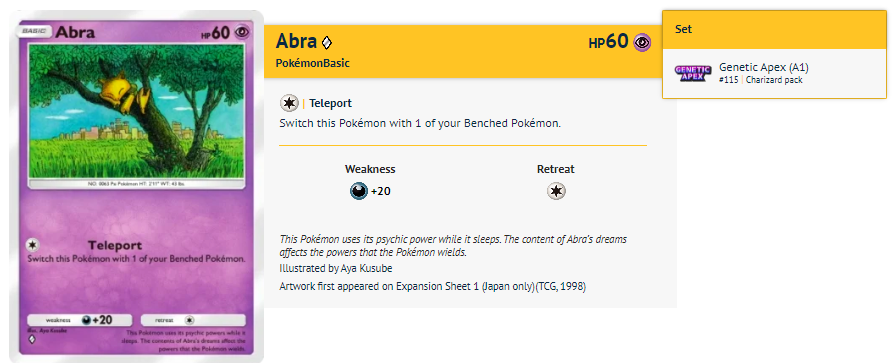 BASIC Abra HP60
NO. 0063 Psi Pokémon HT: 2'11" WT: 43 lbs.
Teleport
Switch this Pokémon with 1 of your Benched Pokémon.
weakness +20 retreat
Illus. Aya Kusube
This Pokémon uses its psychic powers while it
sleeps. The contents of Abra's dreams affect the
powers that the Pokémon wields.
Abra HP60
PokémonBasic
Teleport
Switch this Pokémon with 1 of your Benched Pokémon.
Weakness Retreat
+20
This Pokémon uses its psychic power while it sleeps. The content of Abra's dreams
affects the powers that the Pokémon wields.
Illustrated by Aya Kusube
Artwork first appeared on Expansion Sheet 1 (Japan only)(TCG, 1998)
Set
GENETIC
APEX
Genetic Apex (A1)
#115 | Charizard pack